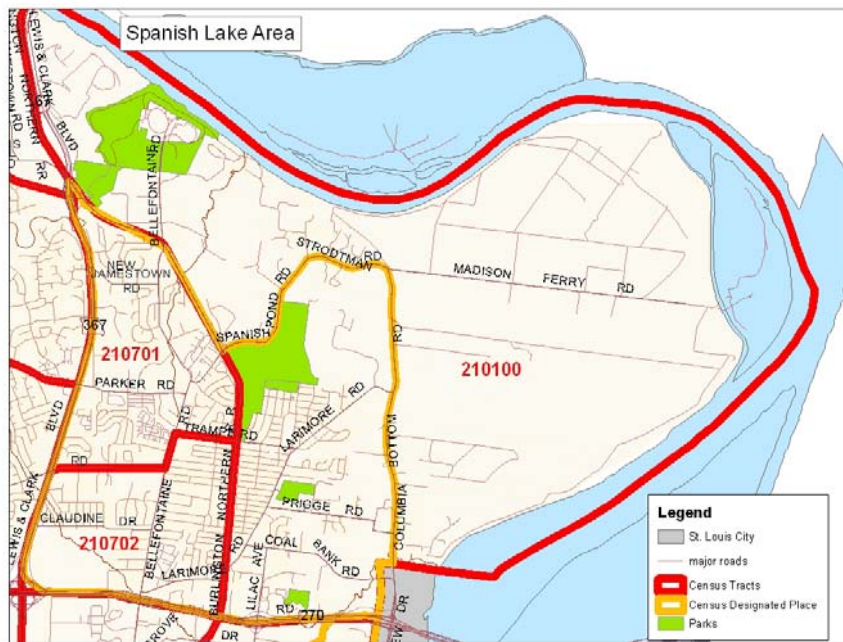 Spanish Lake Area
LEWIS & CLARK
BLVD
NORTHERN
RR
RD
S
BELLEFONTAINE
RD
NEW
JAMESTOWN
RD
STRODTMAN
RD
MADISON FERRY RD
SPANISH
POND
RD
367
210701
210100
PARKER RD
RD
TRAMPE RD
LARIMORE RD
BLVD
RD
LEWIS & CLARK
CLAUDINE DR
210702
BELLEFONTAINE
BURLINGTON NORTHERN
LARIMORE RD
LILAC AVE
PRIGGE RD
COAL BANK RD
COLUMBIA BOTTOM RD
RD
270
DR
DR
Legend
St. Louis City
major roads
Census Tracts
Census Designated Place
Parks